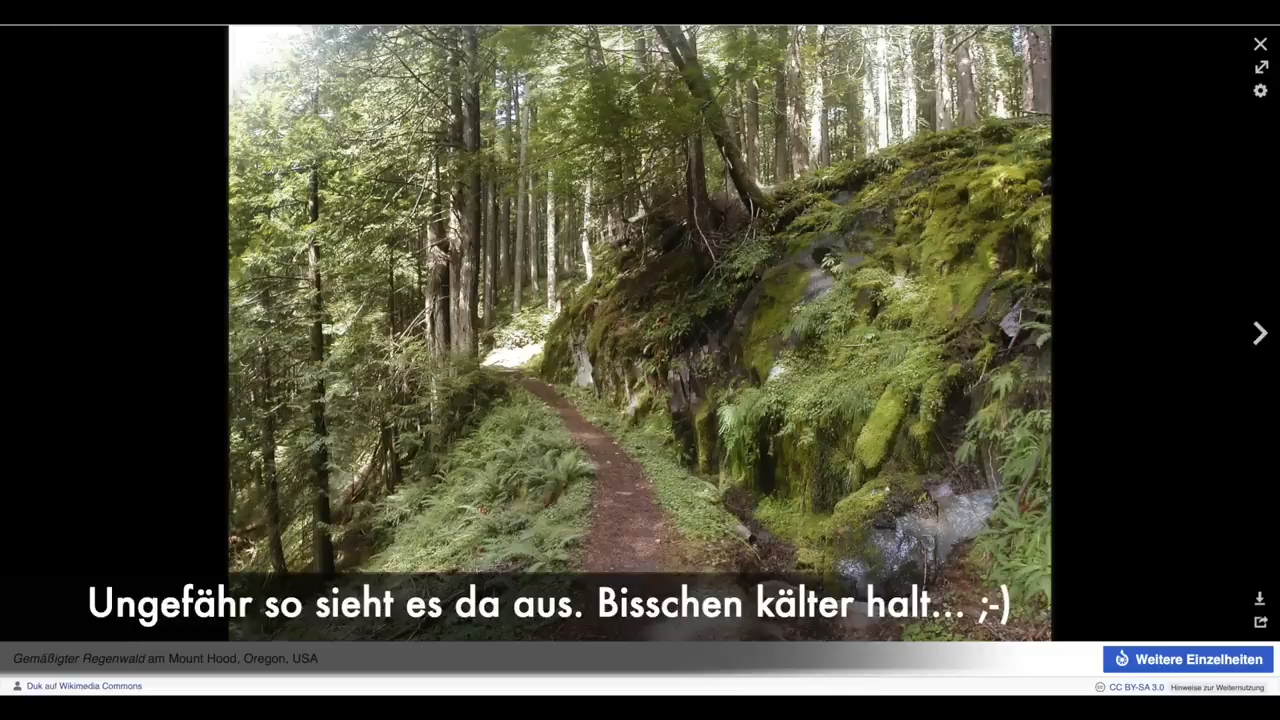 Ungefähr so sieht es da aus. Bisschen kälter halt... ;-)
Gemäßigter Regenwald am Mount Hood, Oregon, USA
Weitere Einzelheiten
Duk auf Wikimedia Commons
CC BY-SA 3.0 Hinweise zur Weiternutzung